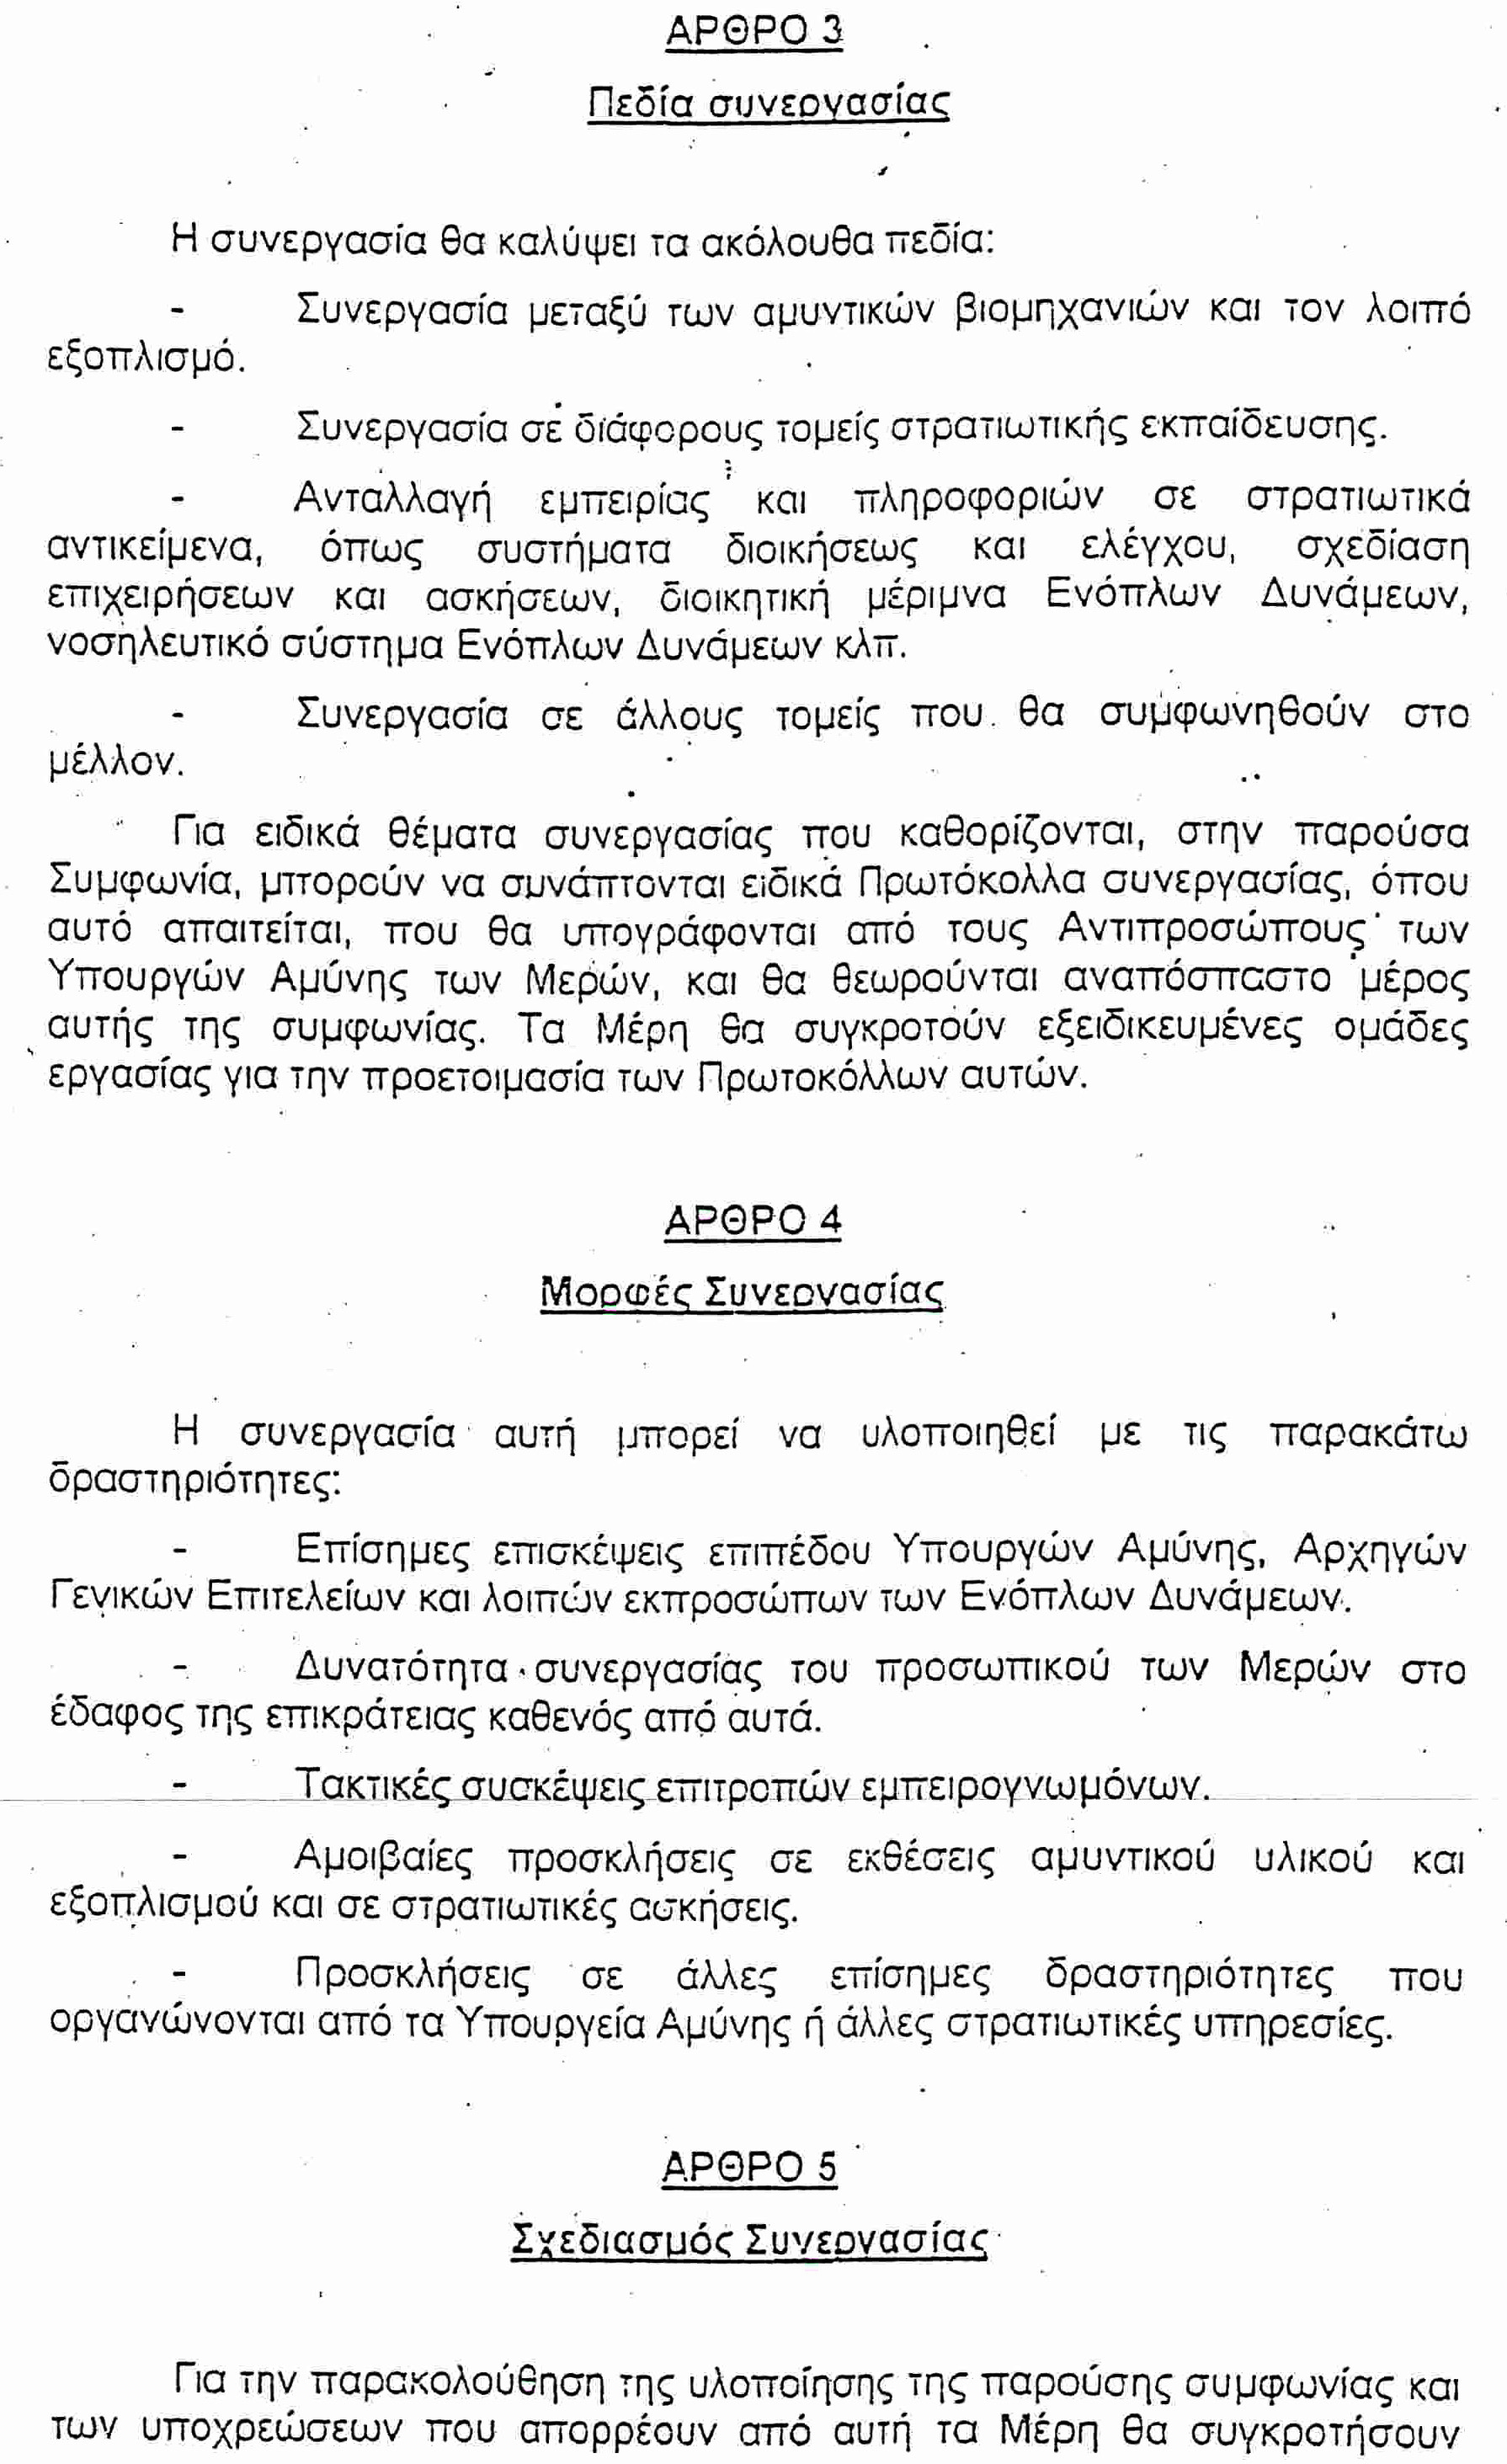 ΑΡΘΡΟ 3
Πεδία συνεργασίας
Η συνεργασία θα καλύψει τα ακόλουθα πεδία:
- Συνεργασία μεταξύ των αμυντικών βιομηχανιών και τον λοιπό
εξοπλισμό.
- Συνεργασία σε διάφορους τομείς στρατιωτικής εκπαίδευσης.
- Ανταλλαγή εμπειρίας και πληροφοριών σε στρατιωτικά
αντικείμενα, όπως συστήματα διοικήσεως και ελέγχου, σχεδίαση
επιχειρήσεων και ασκήσεων, διοικητική μέριμνα Ενόπλων Δυνάμεων,
νοσηλευτικό σύστημα Ενόπλων Δυνάμεων κλπ.
- Συνεργασία σε άλλους τομείς που θα συμφωνηθούν στο
μέλλον.
Για ειδικά θέματα συνεργασίας που καθορίζονται, στην παρούσα
Συμφωνία, μπορούν να συνάπτονται ειδικά Πρωτόκολλα συνεργασίας, όπου
αυτό απαιτείται, που θα υπογράφονται από τους Αντιπροσώπους των
Υπουργών Αμύνης των Μερών, και θα θεωρούνται αναπόσπαστο μέρος
αυτής της συμφωνίας. Τα Μέρη θα συγκροτούν εξειδικευμένες ομάδες
εργασίας για την προετοιμασία των Πρωτοκόλλων αυτών.
ΑΡΘΡΟ 4
Μορφές Συνεργασίας
Η συνεργασία αυτή μπορεί να υλοποιηθεί με τις παρακάτω
δραστηριότητες:
- Επίσημες επισκέψεις επιπέδου Υπουργών Αμύνης, Αρχηγών
Γενικών Επιτελείων και λοιπών εκπροσώπων των Ενόπλων Δυνάμεων.
- Δυνατότητα συνεργασίας του προσωπικού των Μερών στο
έδαφος της επικράτειας καθενός από αυτά.
- Τακτικές συσκέψεις επιτροπών εμπειρογνωμόνων.
- Αμοιβαίες προσκλήσεις σε εκθέσεις αμυντικού υλικού και
εξοπλισμού και σε στρατιωτικές ασκήσεις.
- Προσκλήσεις σε άλλες επίσημες δραστηριότητες που
οργανώνονται από τα Υπουργεία Αμύνης ή άλλες στρατιωτικές υπηρεσίες.
ΑΡΘΡΟ 5
Σχεδιασμός Συνεργασίας
Για την παρακολούθηση της υλοποίησης της παρούσης συμφωνίας και
των υποχρεώσεων που απορρέουν από αυτή τα Μέρη θα συγκροτήσουν